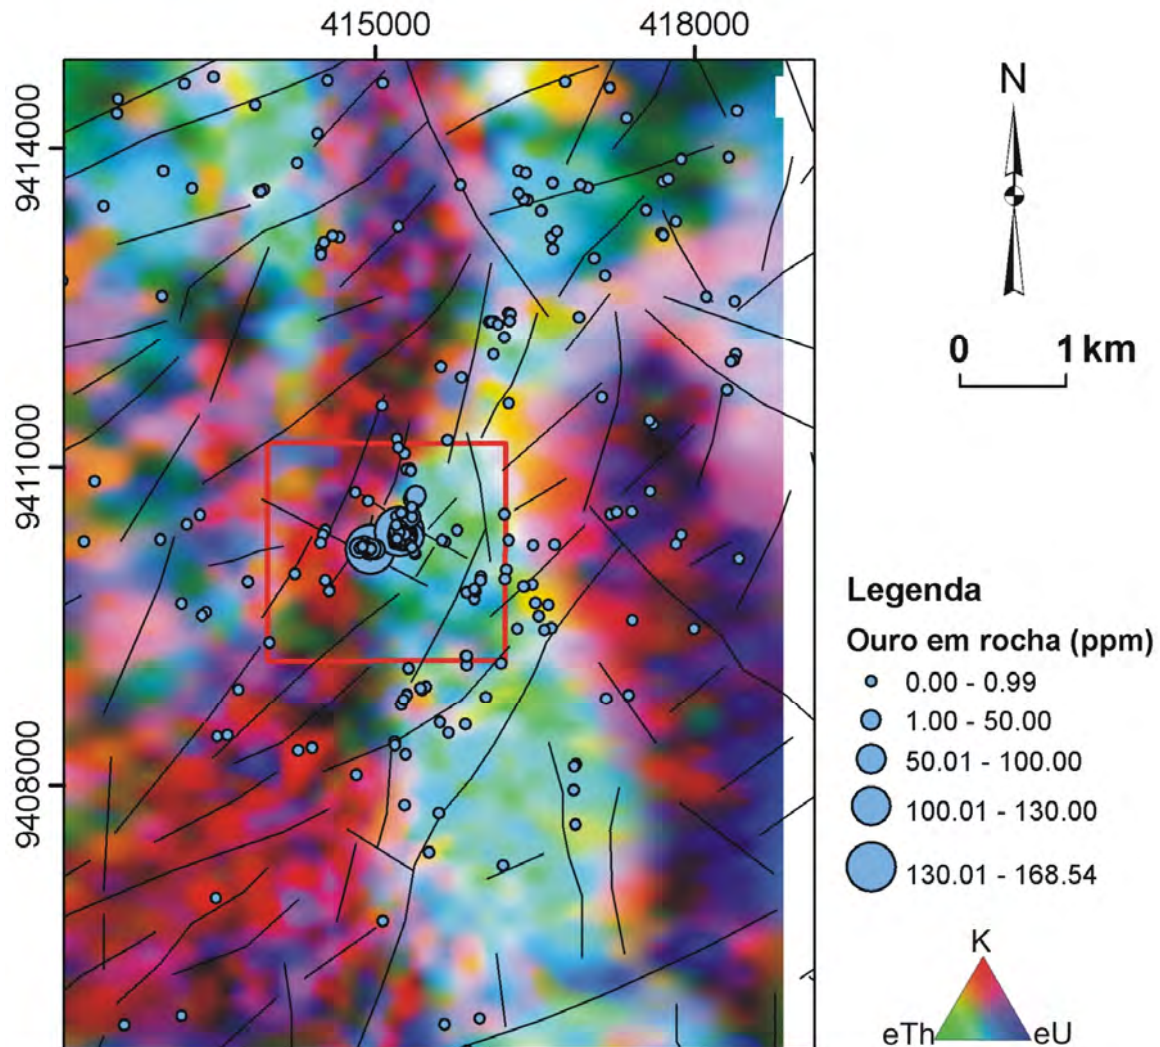 415000
418000
9414000
9411000
9408000
N
0
1 km
Legenda
Ouro em rocha (ppm)
0.00 - 0.99
1.00 - 50.00
50.01 - 100.00
100.01 - 130.00
130.01 - 168.54
K
eTh
eU